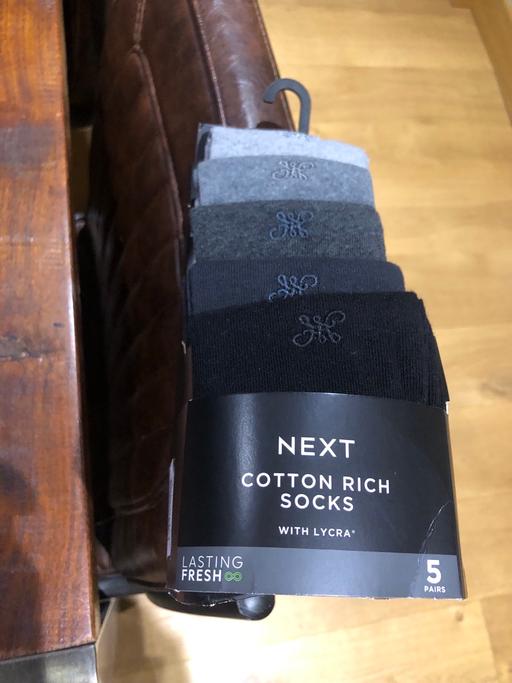 NEXT
COTTON RICH
SOCKS
WITH LYCRA®
LASTING
FRESH
5
PAIRS